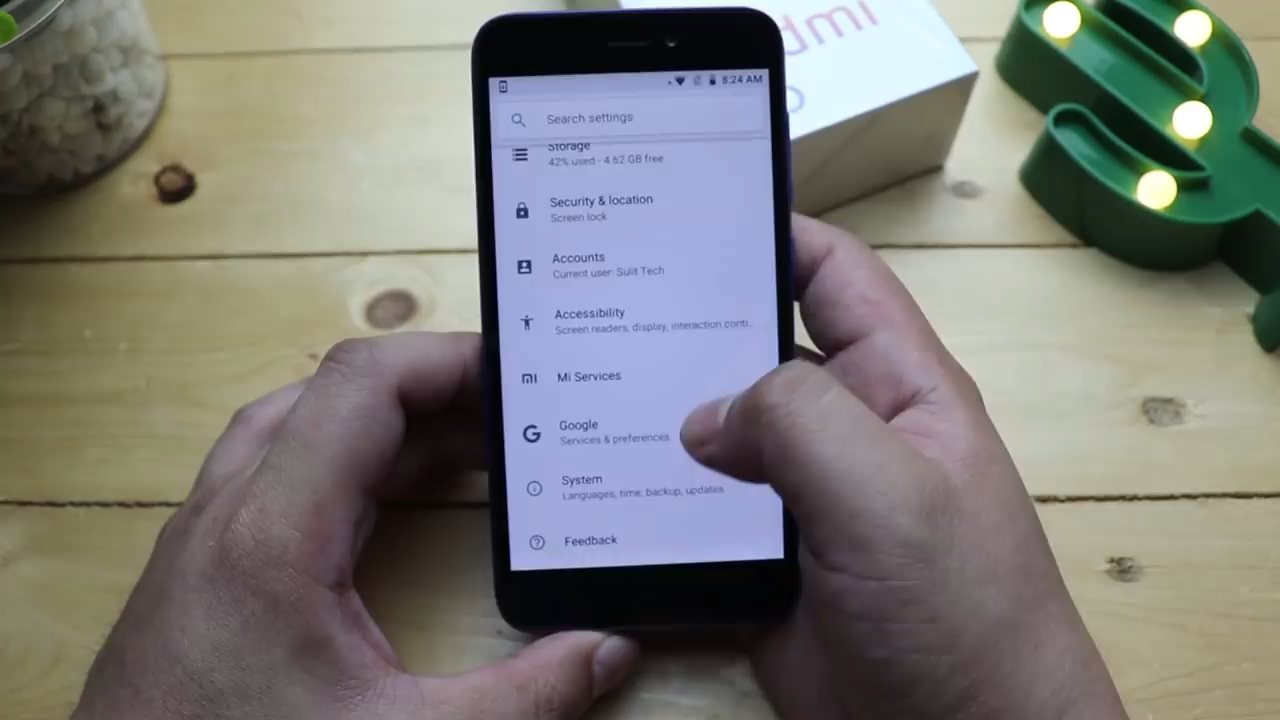 dmi
8:24 AM
Search settings
Storage
42% used - 4.62 GB free
Security & location
Screen lock
Accounts
Current user: Sulit Tech
Accessibility
Screen readers, display, interaction contr..
Mi Services
Google
Services & preferences
System
Languages, time, backup, updates
Feedback